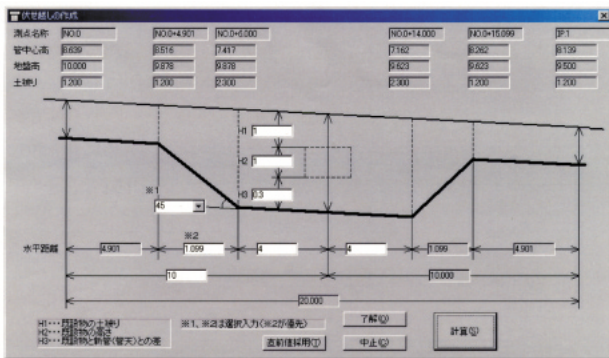 伏せ越しの作成
測点名称 NO.0 NO.0+4.901 NO.0+6.000 NO.0+14.000 NO.0+15.099 IP.1
管中心高 8.639 8.516 7.417 7.162 8.262 8.139
地盤高 10.000 9.878 9.878 9.623 9.623 9.500
土被り 1.200 1.200 2.300 2.300 1.200 1.200
H1 1
H2 1
H3 0.3
※1
45
※2
水平距離 4.901 1.099 4 4 1.099 4.901
10 10.000
20.000
H1・・・既設物の土被り
H2・・・既設物の高さ
H3・・・既設物と新管(管天)との差
※1、※2は選択入力(※2が優先)
直前値採用(T)
了解(O)
中止(C)
計算(S)